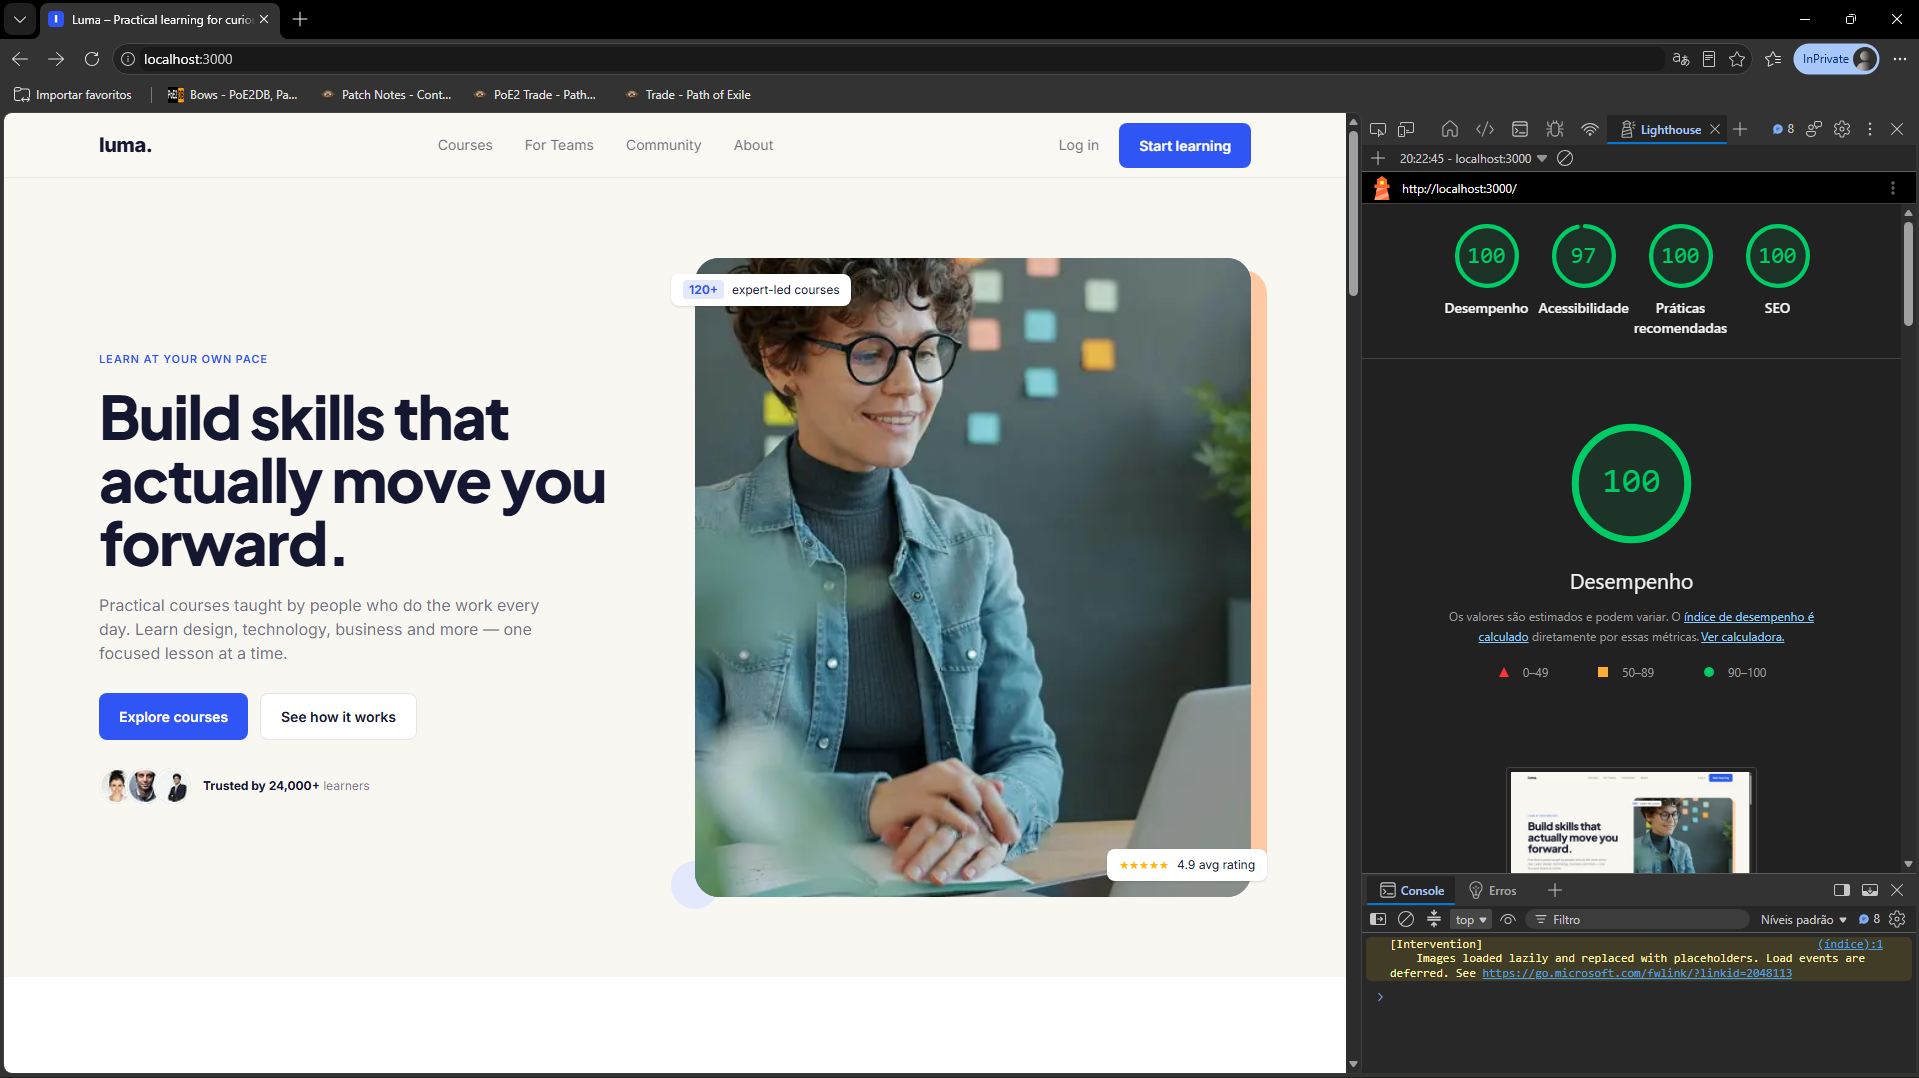 Luma – Practical learning for curio
localhost:3000
InPrivate
Importar favoritos
Bows - PoE2DB, Pa...
Patch Notes - Cont...
PoE2 Trade - Path...
Trade - Path of Exile
luma.
Courses
For Teams
Community
About
Log in
Start learning
120+ expert-led courses
LEARN AT YOUR OWN PACE
Build skills that
actually move you
forward.
Practical courses taught by people who do the work every
day. Learn design, technology, business and more — one
focused lesson at a time.
Explore courses
See how it works
Trusted by 24,000+ learners
★★★★★ 4.9 avg rating
Lighthouse
8
20:22:45 - localhost:3000
http://localhost:3000/
100
97
100
100
Desempenho
Acessibilidade
Práticas
recomendadas
SEO
100
Desempenho
Os valores são estimados e podem variar. O índice de desempenho é
calculado diretamente por essas métricas. Ver calculadora.
0–49
50–89
90–100
luma.
Build skills that
actually move you
forward.
Console
Erros
top
Filtro
Níveis padrão
8
[Intervention]
(índice):1
Images loaded lazily and replaced with placeholders. Load events are
deferred. See https://go.microsoft.com/fwlink/?linkid=2048113